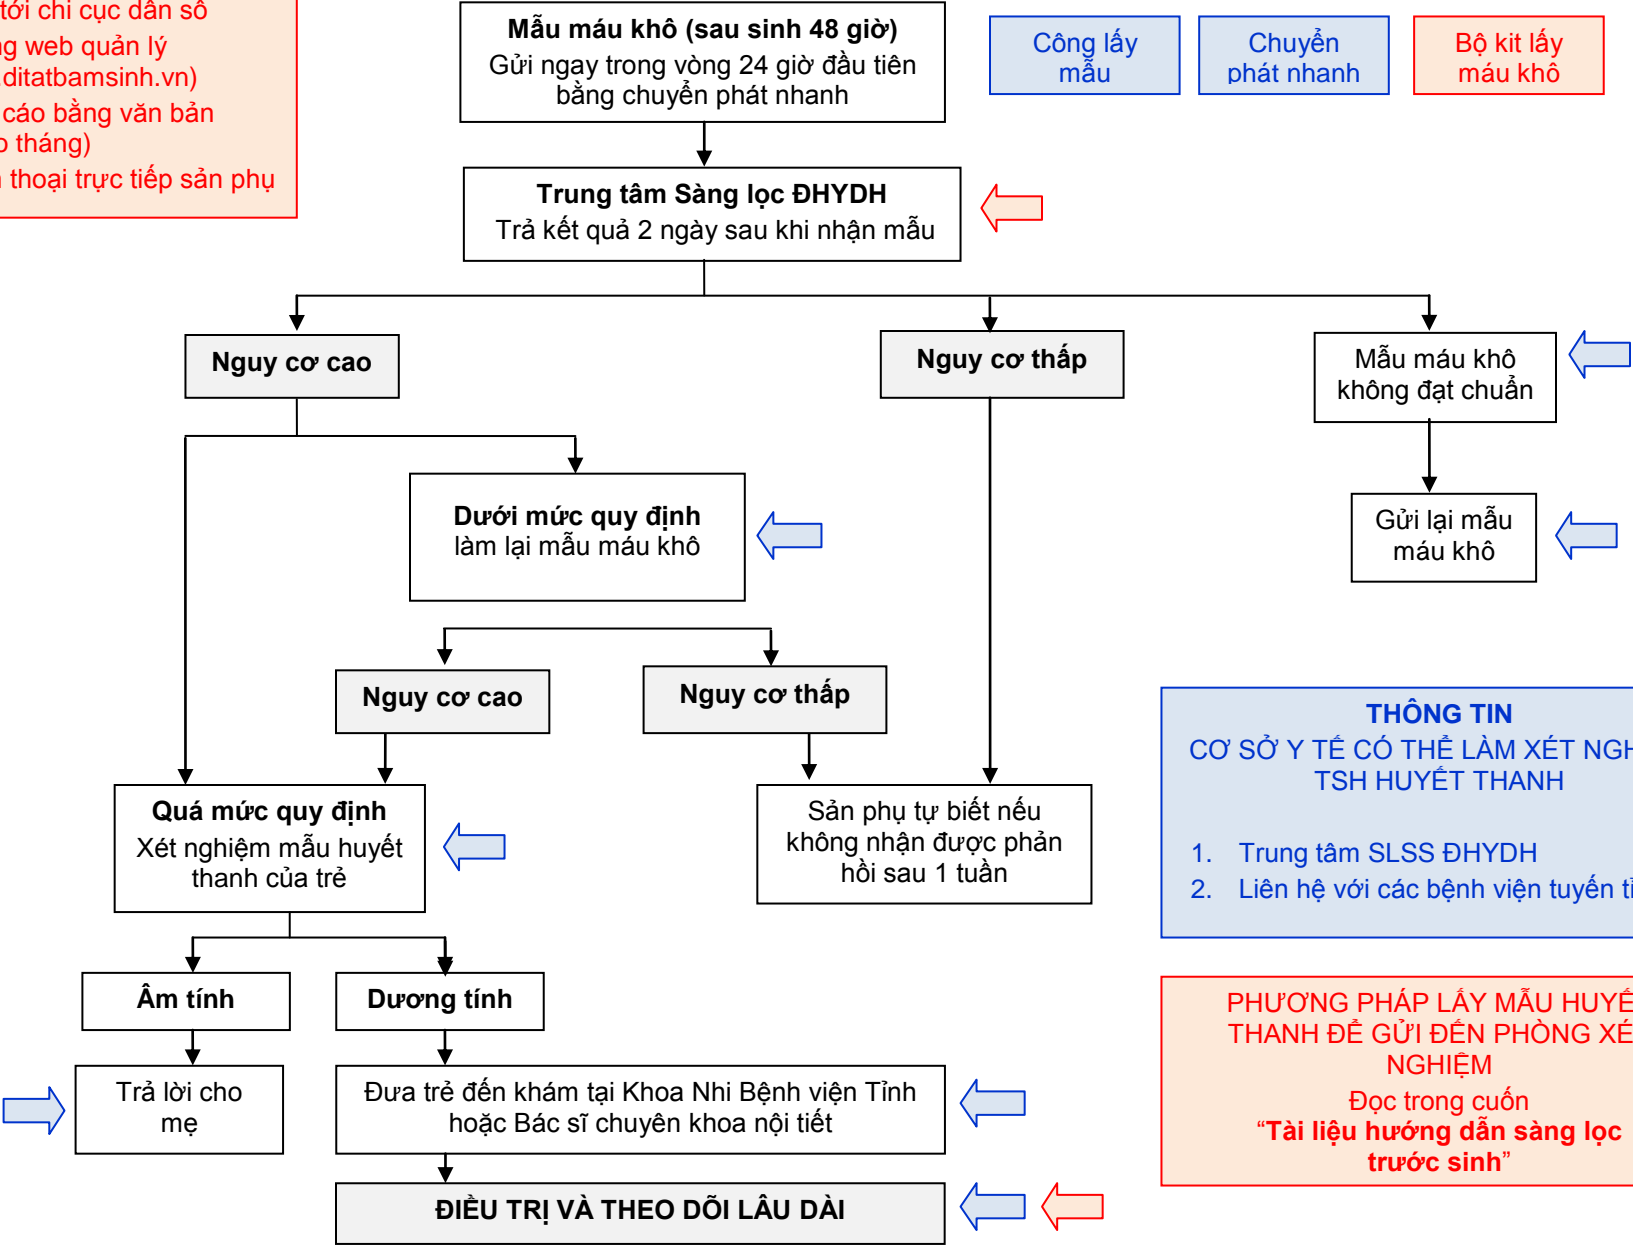 tới chi cục dân số
web quản lý
.ditatbamsinh.vn)
cáo bằng văn bản
tháng)
thoại trực tiếp sản phụ
Mẫu máu khô (sau sinh 48 giờ)
Gửi ngay trong vòng 24 giờ đầu tiên
bằng chuyển phát nhanh
Công lấy
mẫu
Chuyển
phát nhanh
Bộ kit lấy
máu khô
Trung tâm Sàng lọc ĐHYDH
Trả kết quả 2 ngày sau khi nhận mẫu
Nguy cơ cao
Nguy cơ thấp
Mẫu máu khô
không đạt chuẩn
Dưới mức quy định
làm lại mẫu máu khô
Gửi lại mẫu
máu khô
Nguy cơ cao
Nguy cơ thấp
Quá mức quy định
Xét nghiệm mẫu huyết
thanh của trẻ
Sản phụ tự biết nếu
không nhận được phản
hồi sau 1 tuần
THÔNG TIN
CƠ SỞ Y TẾ CÓ THỂ LÀM XÉT
TSH HUYẾT THANH
1. Trung tâm SLSS ĐHYDH
2. Liên hệ với các bệnh viện tuyến
Âm tính
Dương tính
Trả lời cho
mẹ
Đưa trẻ đến khám tại Khoa Nhi Bệnh viện Tỉnh
hoặc Bác sĩ chuyên khoa nội tiết
ĐIỀU TRỊ VÀ THEO DÕI LÂU DÀI
PHƯƠNG PHÁP LẤY MẪU
THANH ĐỂ GỬI ĐẾN PHÒNG
NGHIỆM
Đọc trong cuốn
“Tài liệu hướng dẫn sàng lọc
trước sinh”